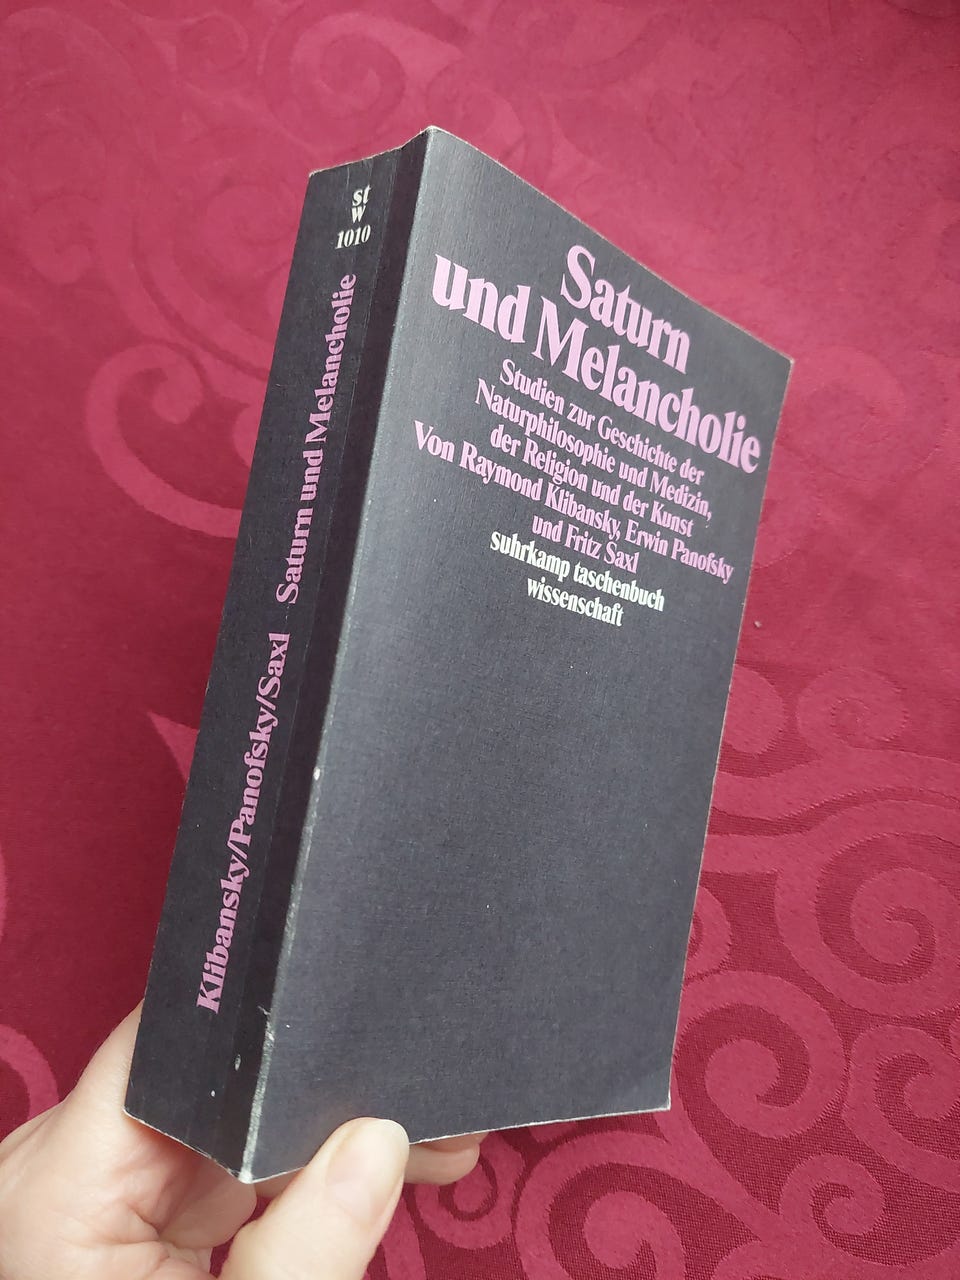 st
w
1010
Klibansky/Panofsky/Saxl Saturn und Melancholie
Saturn
und Melancholie
Studien zur Geschichte der
Naturphilosophie und Medizin,
der Religion und der Kunst
Von Raymond Klibansky, Erwin Panofsky
und Fritz Saxl
suhrkamp taschenbuch
wissenschaft